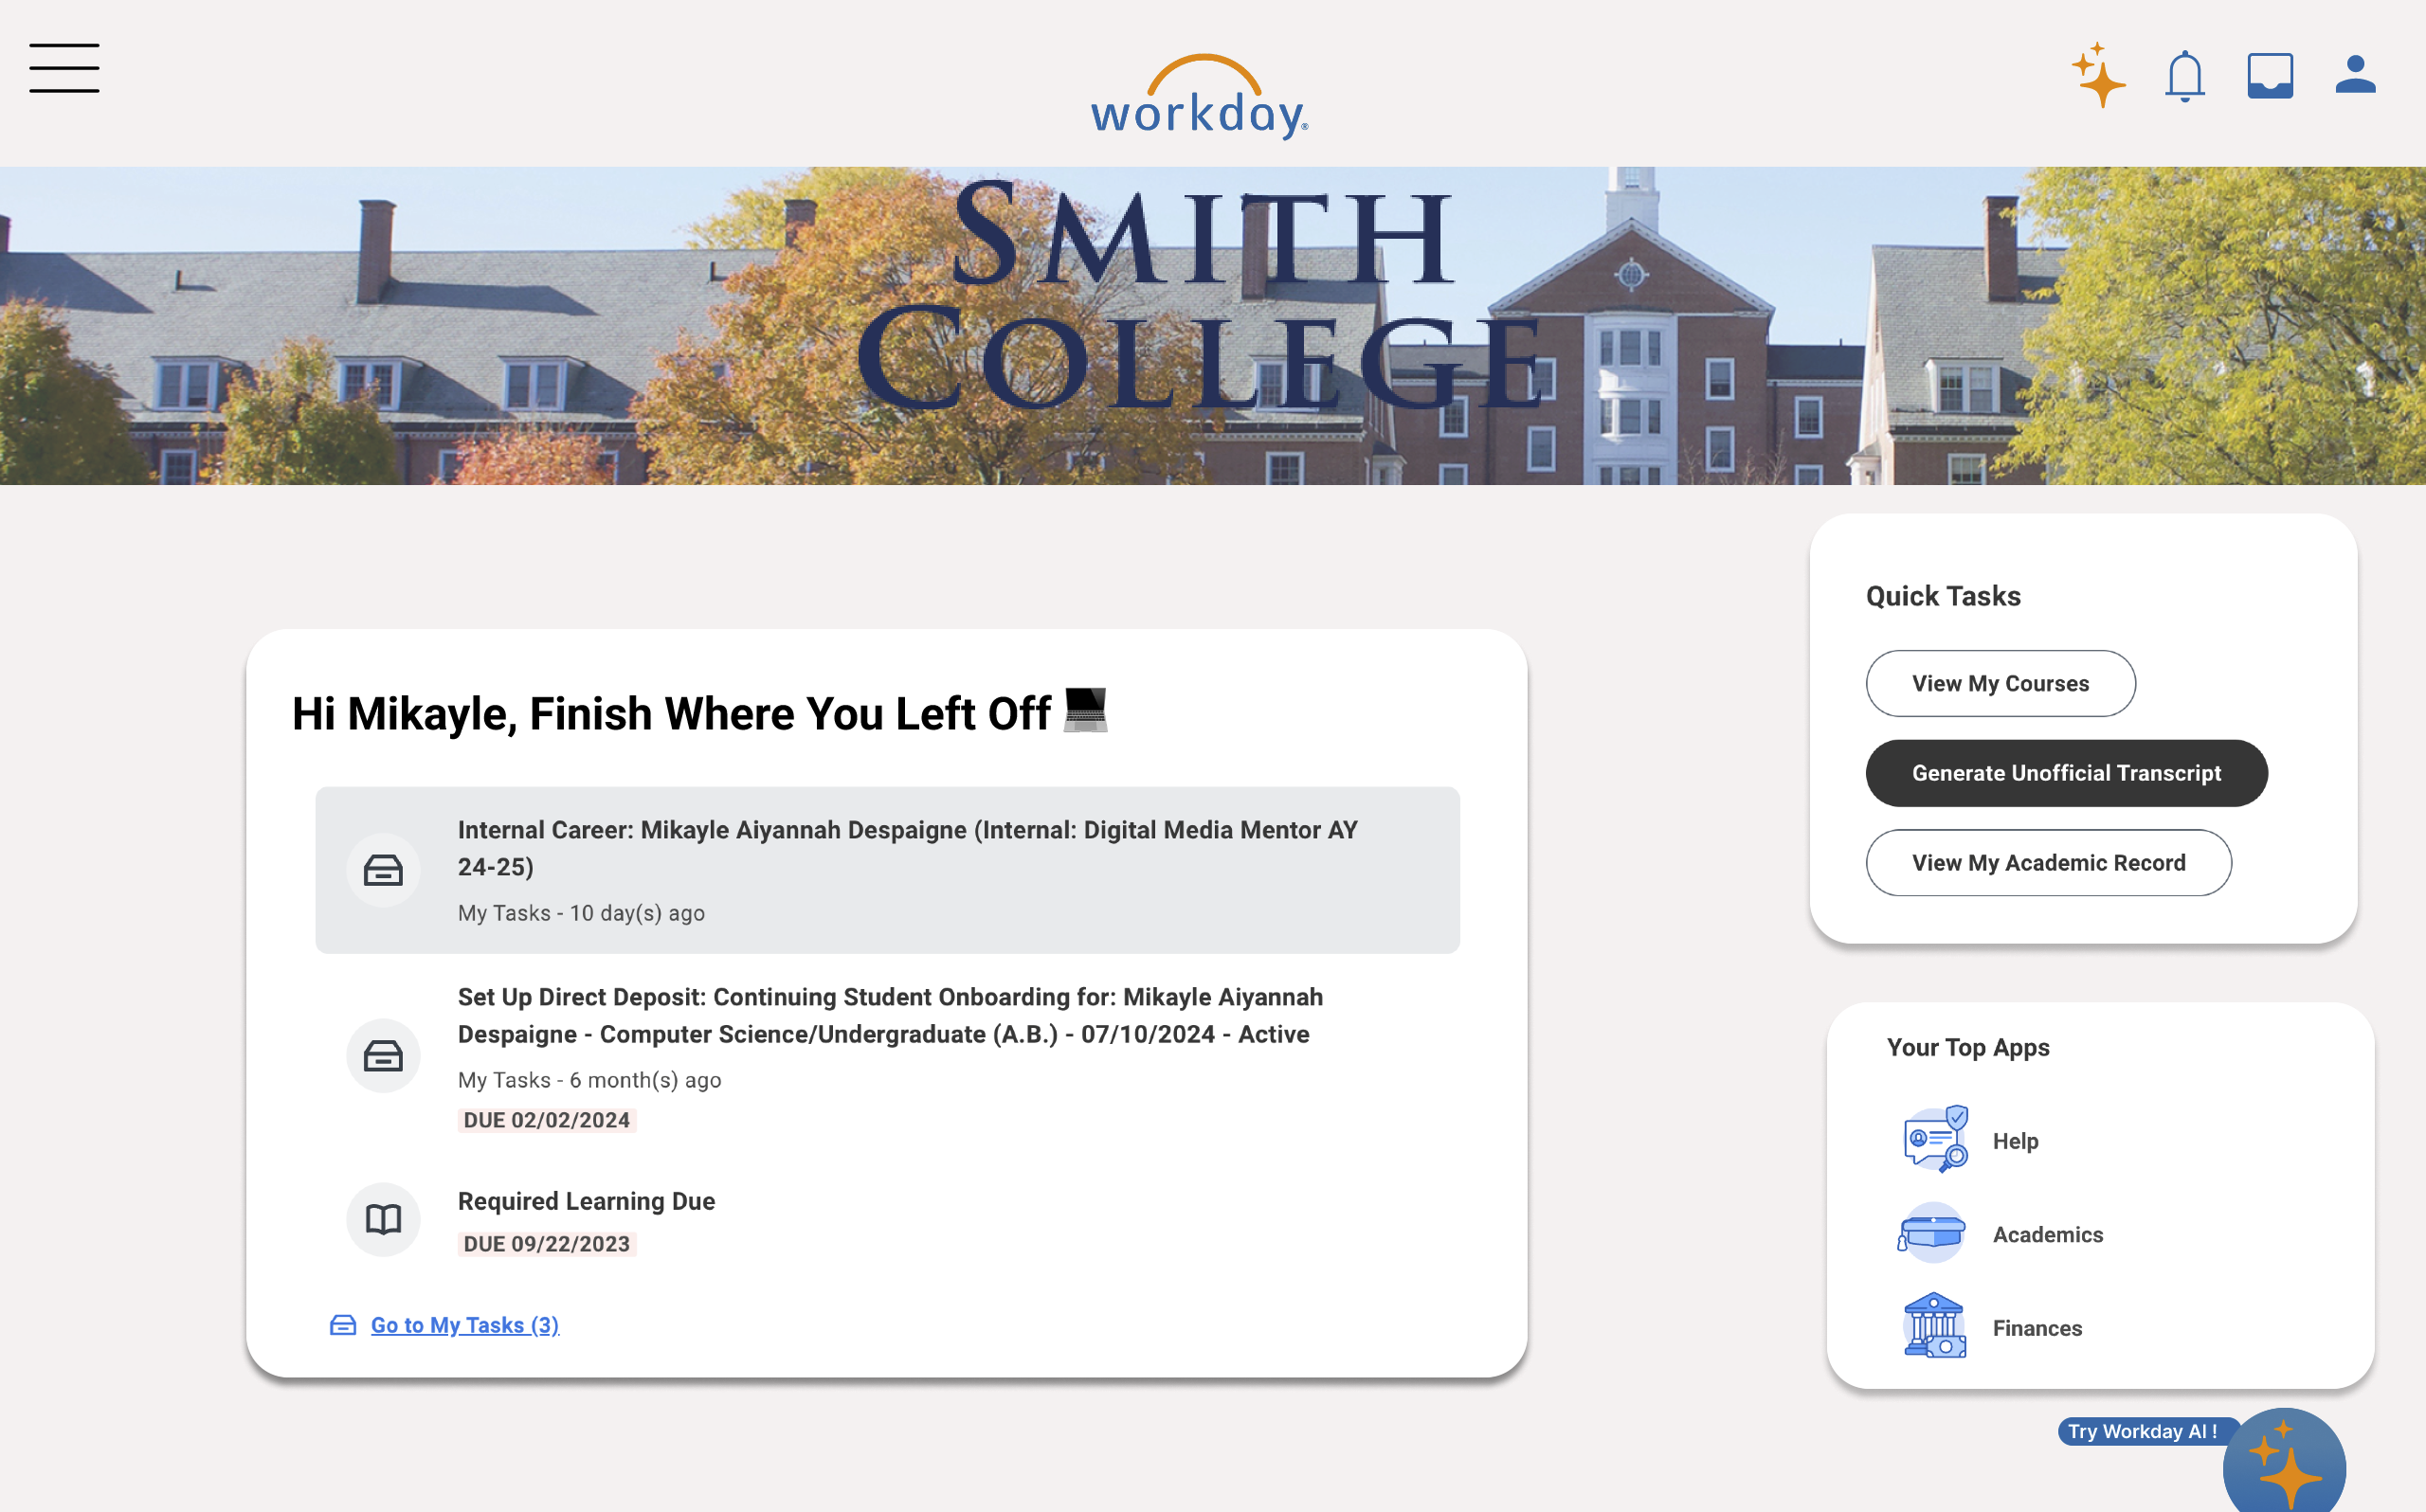 workday®
SMITH
COLLEGE
Hi Mikayle, Finish Where You Left Off
Internal Career: Mikayle Aiyannah Despaigne (Internal: Digital Media Mentor AY
24-25)
My Tasks - 10 day(s) ago
Set Up Direct Deposit: Continuing Student Onboarding for: Mikayle Aiyannah
Despaigne - Computer Science/Undergraduate (A.B.) - 07/10/2024 - Active
My Tasks - 6 month(s) ago
DUE 02/02/2024
Required Learning Due
DUE 09/22/2023
Go to My Tasks (3)
Quick Tasks
View My Courses
Generate Unofficial Transcript
View My Academic Record
Your Top Apps
Help
Academics
Finances
Try Workday AI !